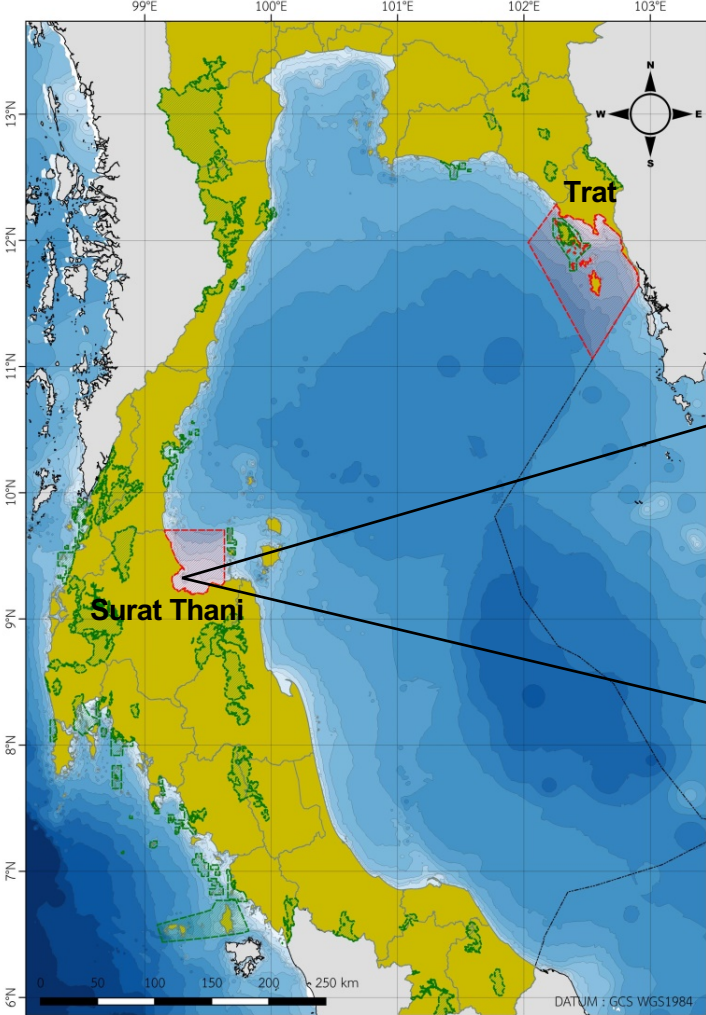 99°E 100°E 101°E 102°E 103°E
N
W E
S
13°N
Trat
12°N
11°N
10°N
Surat Thani
9°N
8°N
7°N
0 50 100 150 200 250 km
DATUM : GCS WGS1984
6°N